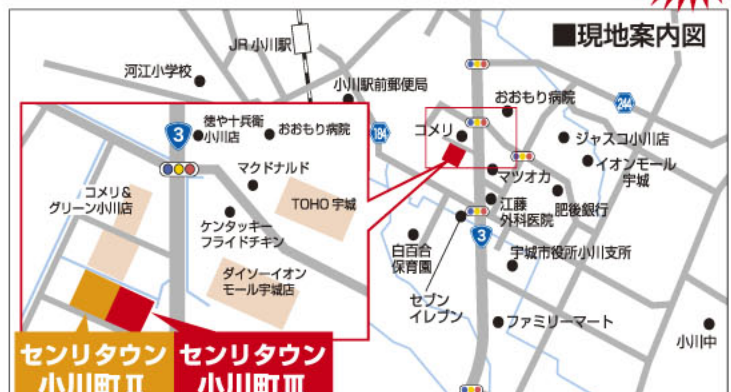 ■現地案内図
JR小川駅
河江小学校
小川駅前郵便局
おおもり病院
244
184
コメリ
ジャスコ小川店
イオンモール
宇城
マツオカ
江藤
外科医院
肥後銀行
3
白百合
保育園
宇城市役所小川支所
セブン
イレブン
ファミリーマート
小川中
3
徳や十兵衛
小川店
おおもり病院
マクドナルド
コメリ&
グリーン小川店
TOHO宇城
ケンタッキー
フライドチキン
ダイソーイオン
モール宇城店
センリタウン
小川町Ⅱ
センリタウン
小川町Ⅲ